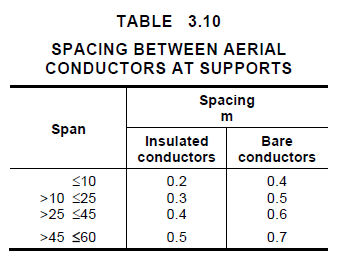 TABLE 3.10
SPACING BETWEEN AERIAL
CONDUCTORS AT SUPPORTS
Span Spacing
m
Insulated
conductors Bare
conductors
≤10 0.2 0.4
>10 ≤25 0.3 0.5
>25 ≤45 0.4 0.6
>45 ≤60 0.5 0.7